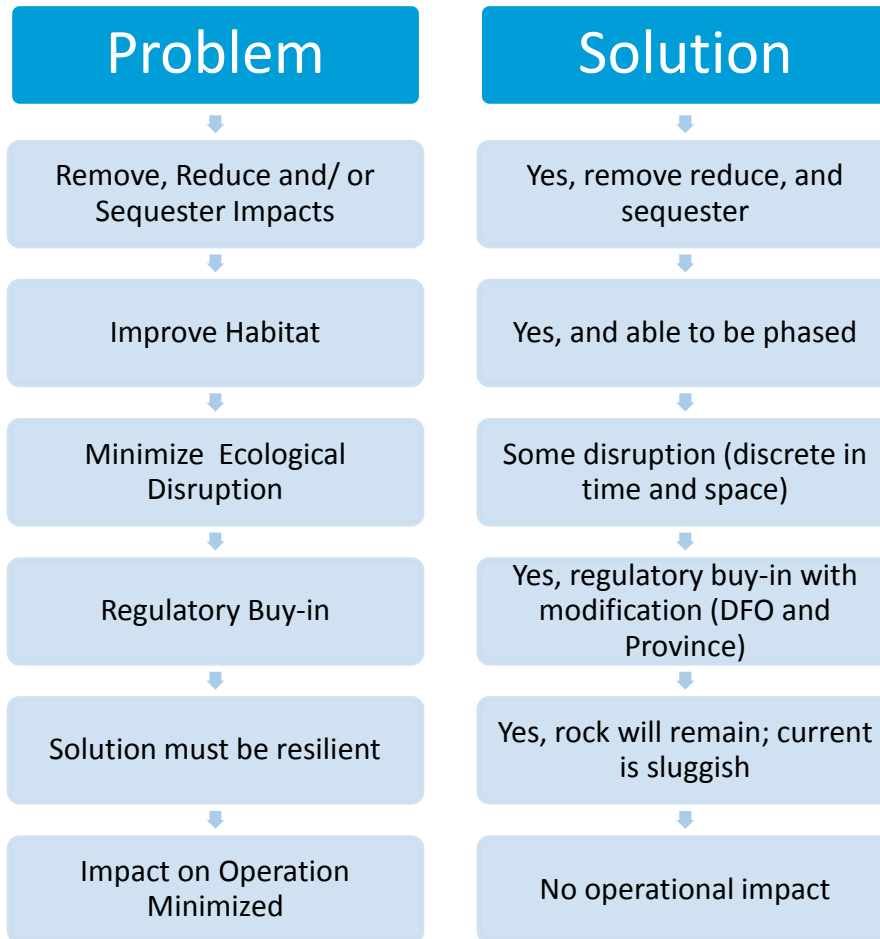 Problem
Remove, Reduce and/ or
Sequester Impacts
Improve Habitat
Minimize  Ecological
Disruption
Regulatory Buy-in
Solution must be resilient
Impact on Operation
Minimized
Solution
Yes, remove reduce, and
sequester
Yes, and able to be phased
Some disruption (discrete in
time and space)
Yes, regulatory buy-in with
modification (DFO and
Province)
Yes, rock will remain; current
is sluggish
No operational impact